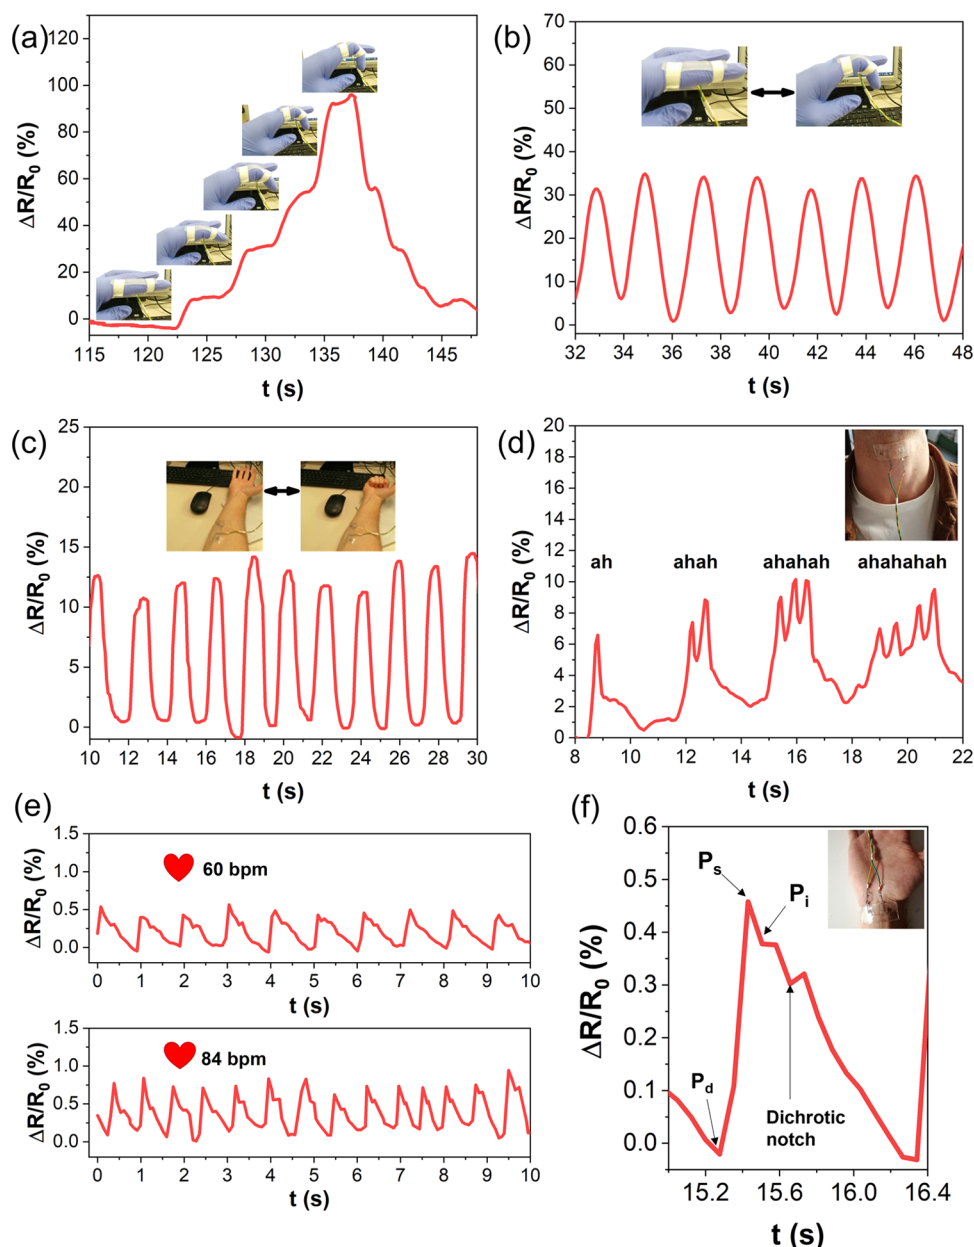 (a)
120
100
80
60
40
20
0
ΔR/R0 (%)
115 120 125 130 135 140 145
t (s)
(b)
70
60
50
40
30
20
10
0
ΔR/R0 (%)
32 34 36 38 40 42 44 46 48
t (s)
(c)
25
20
15
10
5
0
ΔR/R0 (%)
10 12 14 16 18 20 22 24 26 28 30
t (s)
(d)
20
18
16
14
12
10
8
6
4
2
0
ΔR/R0 (%)
ah ahah ahahah ahahahah
8 10 12 14 16 18 20 22
t (s)
(e)
1.5
1.0
0.5
0.0
ΔR/R0 (%)
60 bpm
0 1 2 3 4 5 6 7 8 9 10
t (s)
1.5
1.0
0.5
0.0
ΔR/R0 (%)
84 bpm
0 1 2 3 4 5 6 7 8 9 10
t (s)
(f)
0.6
0.5
0.4
0.3
0.2
0.1
0.0
ΔR/R0 (%)
Ps
Pi
Pd
Dichrotic
notch
15.2 15.6 16.0 16.4
t (s)